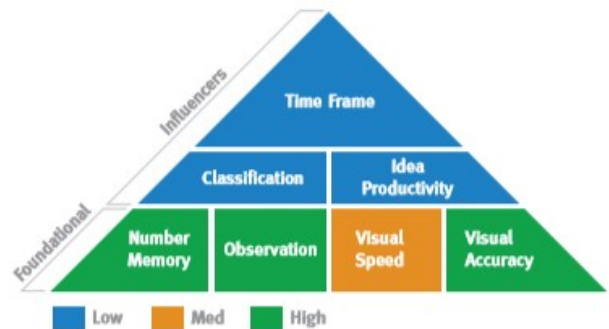 Influencers
Time Frame
Classification
Idea
Productivity
Foundational
Number
Memory
Observation
Visual
Speed
Visual
Accuracy
Low Med High